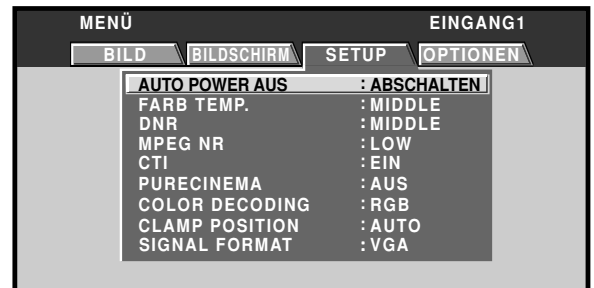 MENÜ EINGANG1
BILD BILDSCHIRM SETUP OPTIONEN
AUTO POWER AUS : ABSCHALTEN
FARB TEMP. : MIDDLE
DNR : MIDDLE
MPEG NR : LOW
CTI : EIN
PURECINEMA : AUS
COLOR DECODING : RGB
CLAMP POSITION : AUTO
SIGNAL FORMAT : VGA